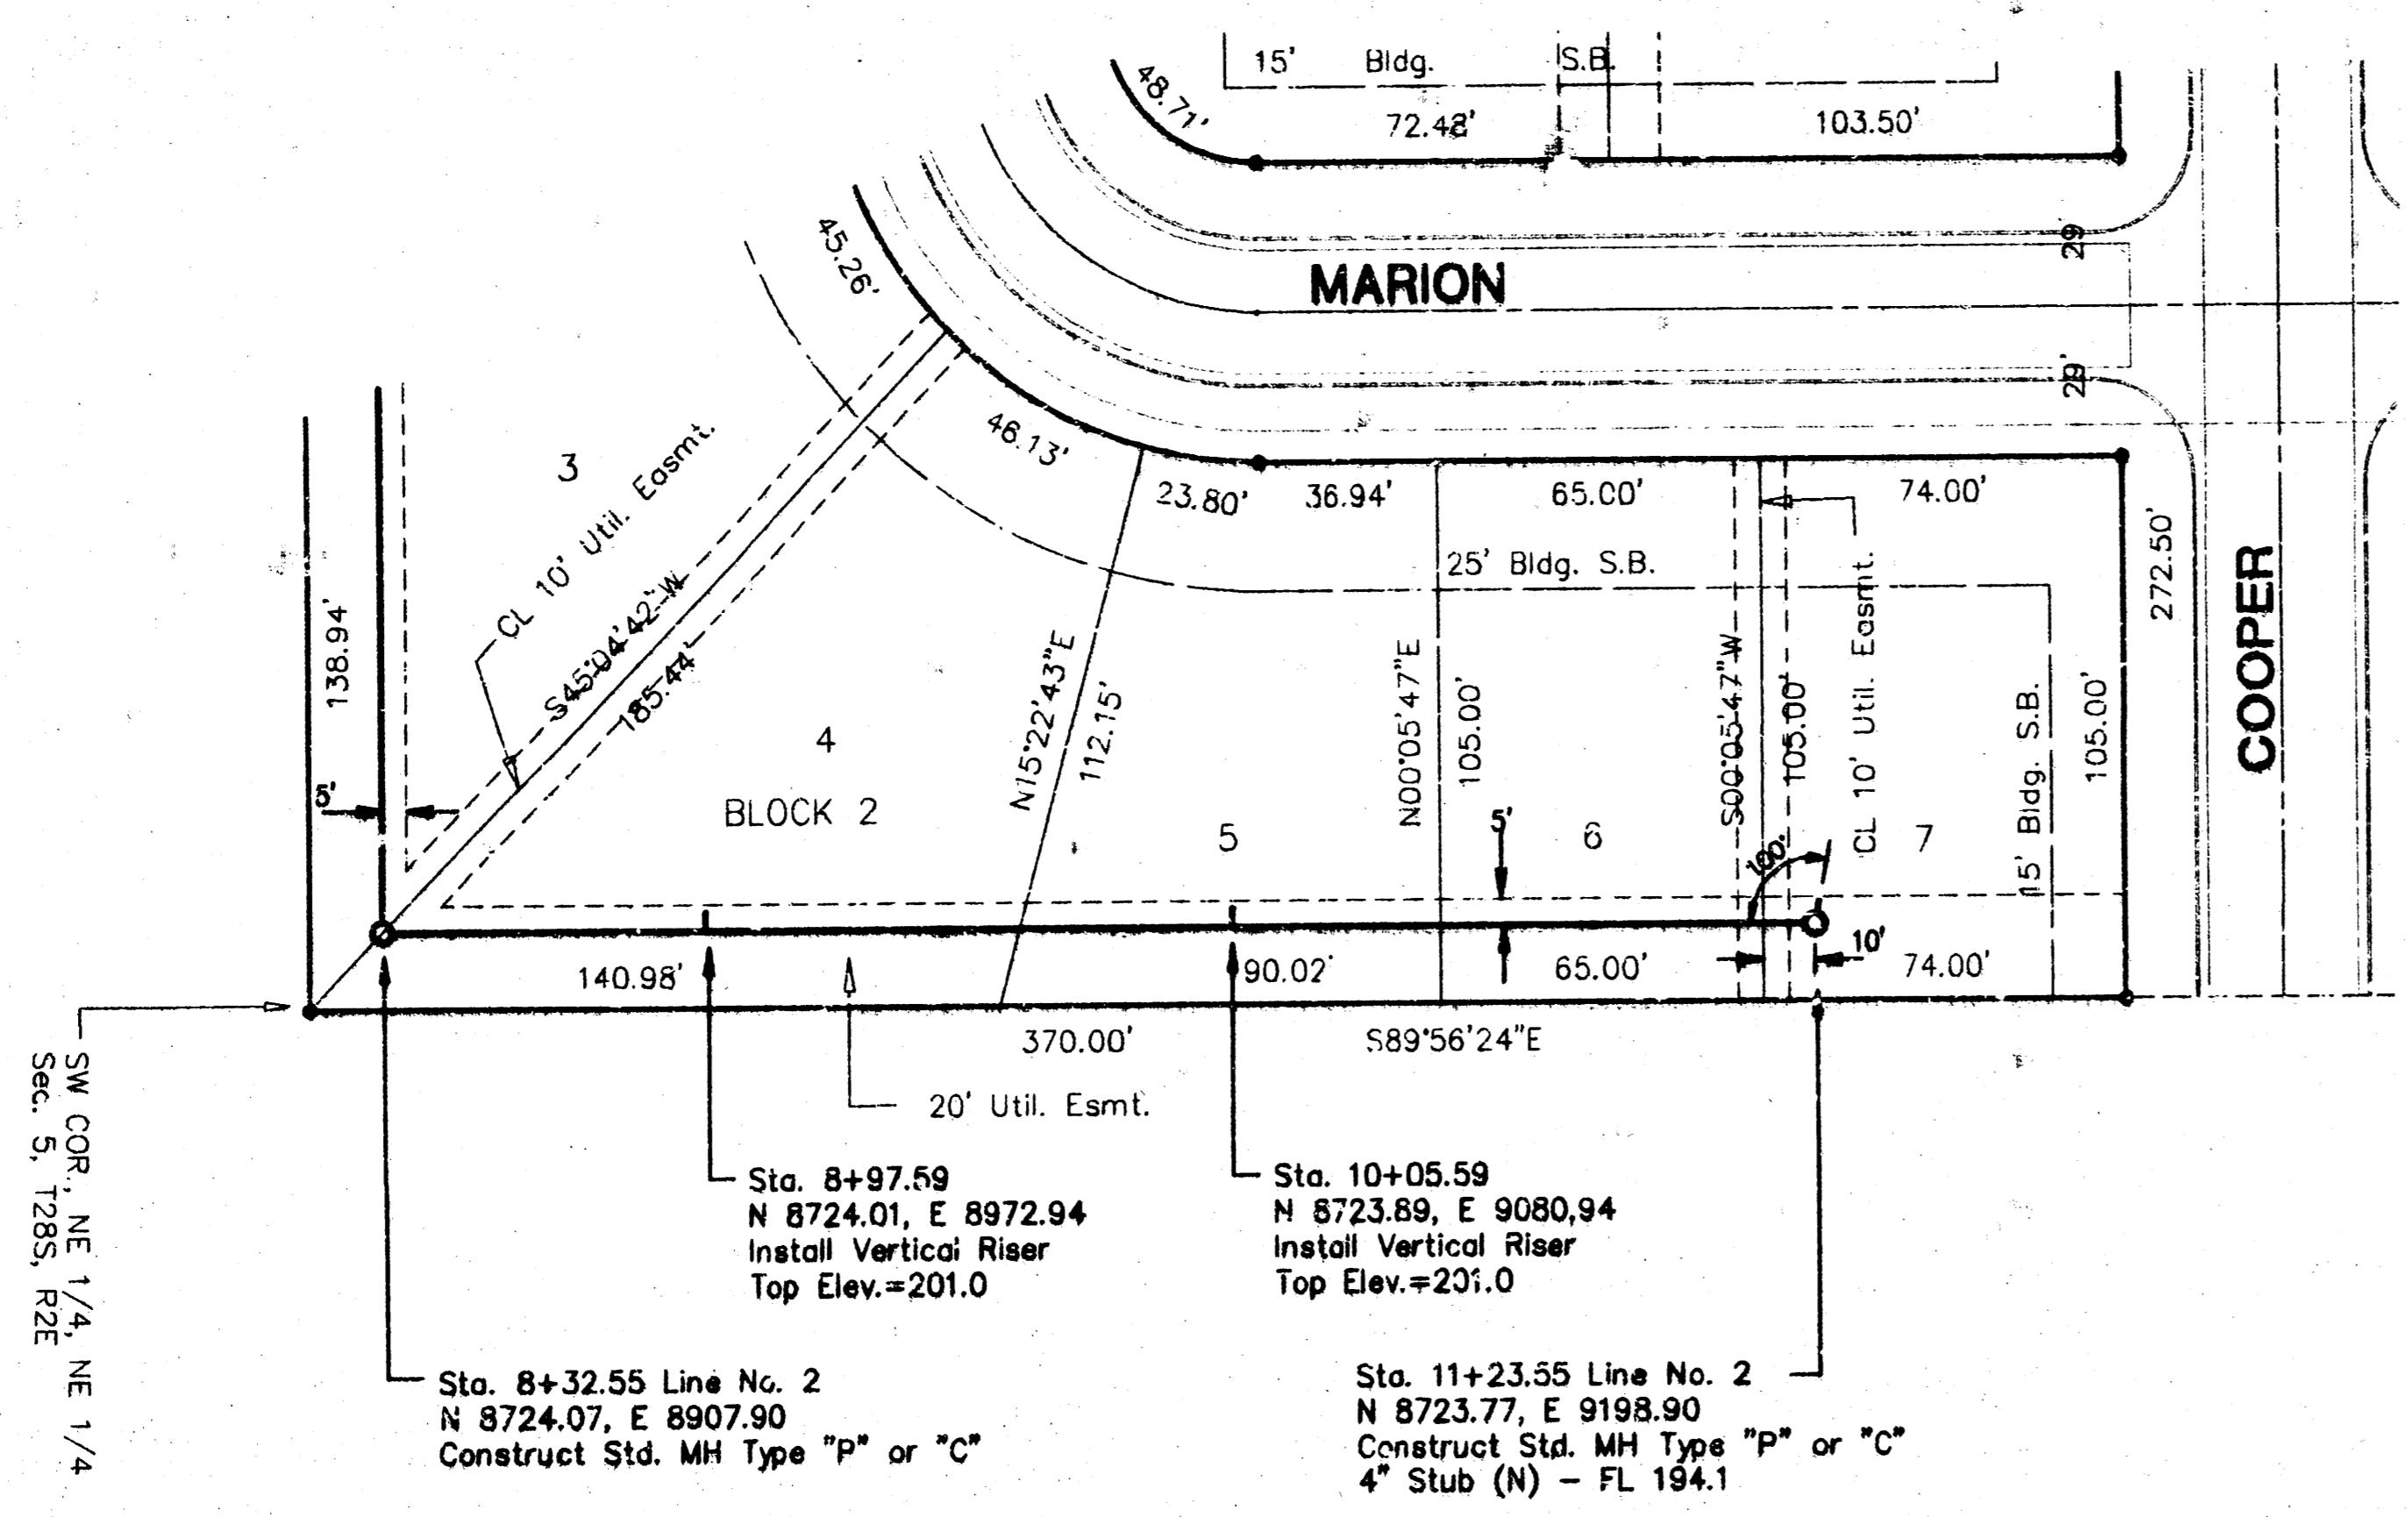 15' Bldg. S.B.
48.71'
72.48'
103.50'
45.26'
MARION
29'
29'
46.13'
23.80'
36.94'
65.00'
74.00'
3
CL 10' Util. Easmt.
25' Bldg. S.B.
272.50'
COOPER
138.94'
S45°04'42"W
185.44'
N15°22'43"E
112.15'
N00°05'47"E
105.00'
S00°05'47"W
105.00'
CL 10' Util. Easmt.
15' Bldg. S.B.
105.00'
4
BLOCK 2
5'
5
5'
6
7
140.98'
90.02'
65.00'
10'
74.00'
370.00'
S89°56'24"E
20' Util. Esmt.
SW COR., NE 1/4, NE 1/4
Sec. 5, T28S, R2E
Sta. 8+97.59
N 8724.01, E 8972.94
Install Vertical Riser
Top Elev.=201.0
Sta. 10+05.59
N 8723.89, E 9080,94
Install Vertical Riser
Top Elev.=201.0
Sta. 8+32.55 Line No. 2
N 8724.07, E 8907.90
Construct Std. MH Type "P" or "C"
Sta. 11+23.55 Line No. 2
N 8723.77, E 9198.90
Construct Std. MH Type "P" or "C"
4" Stub (N) - FL 194.1